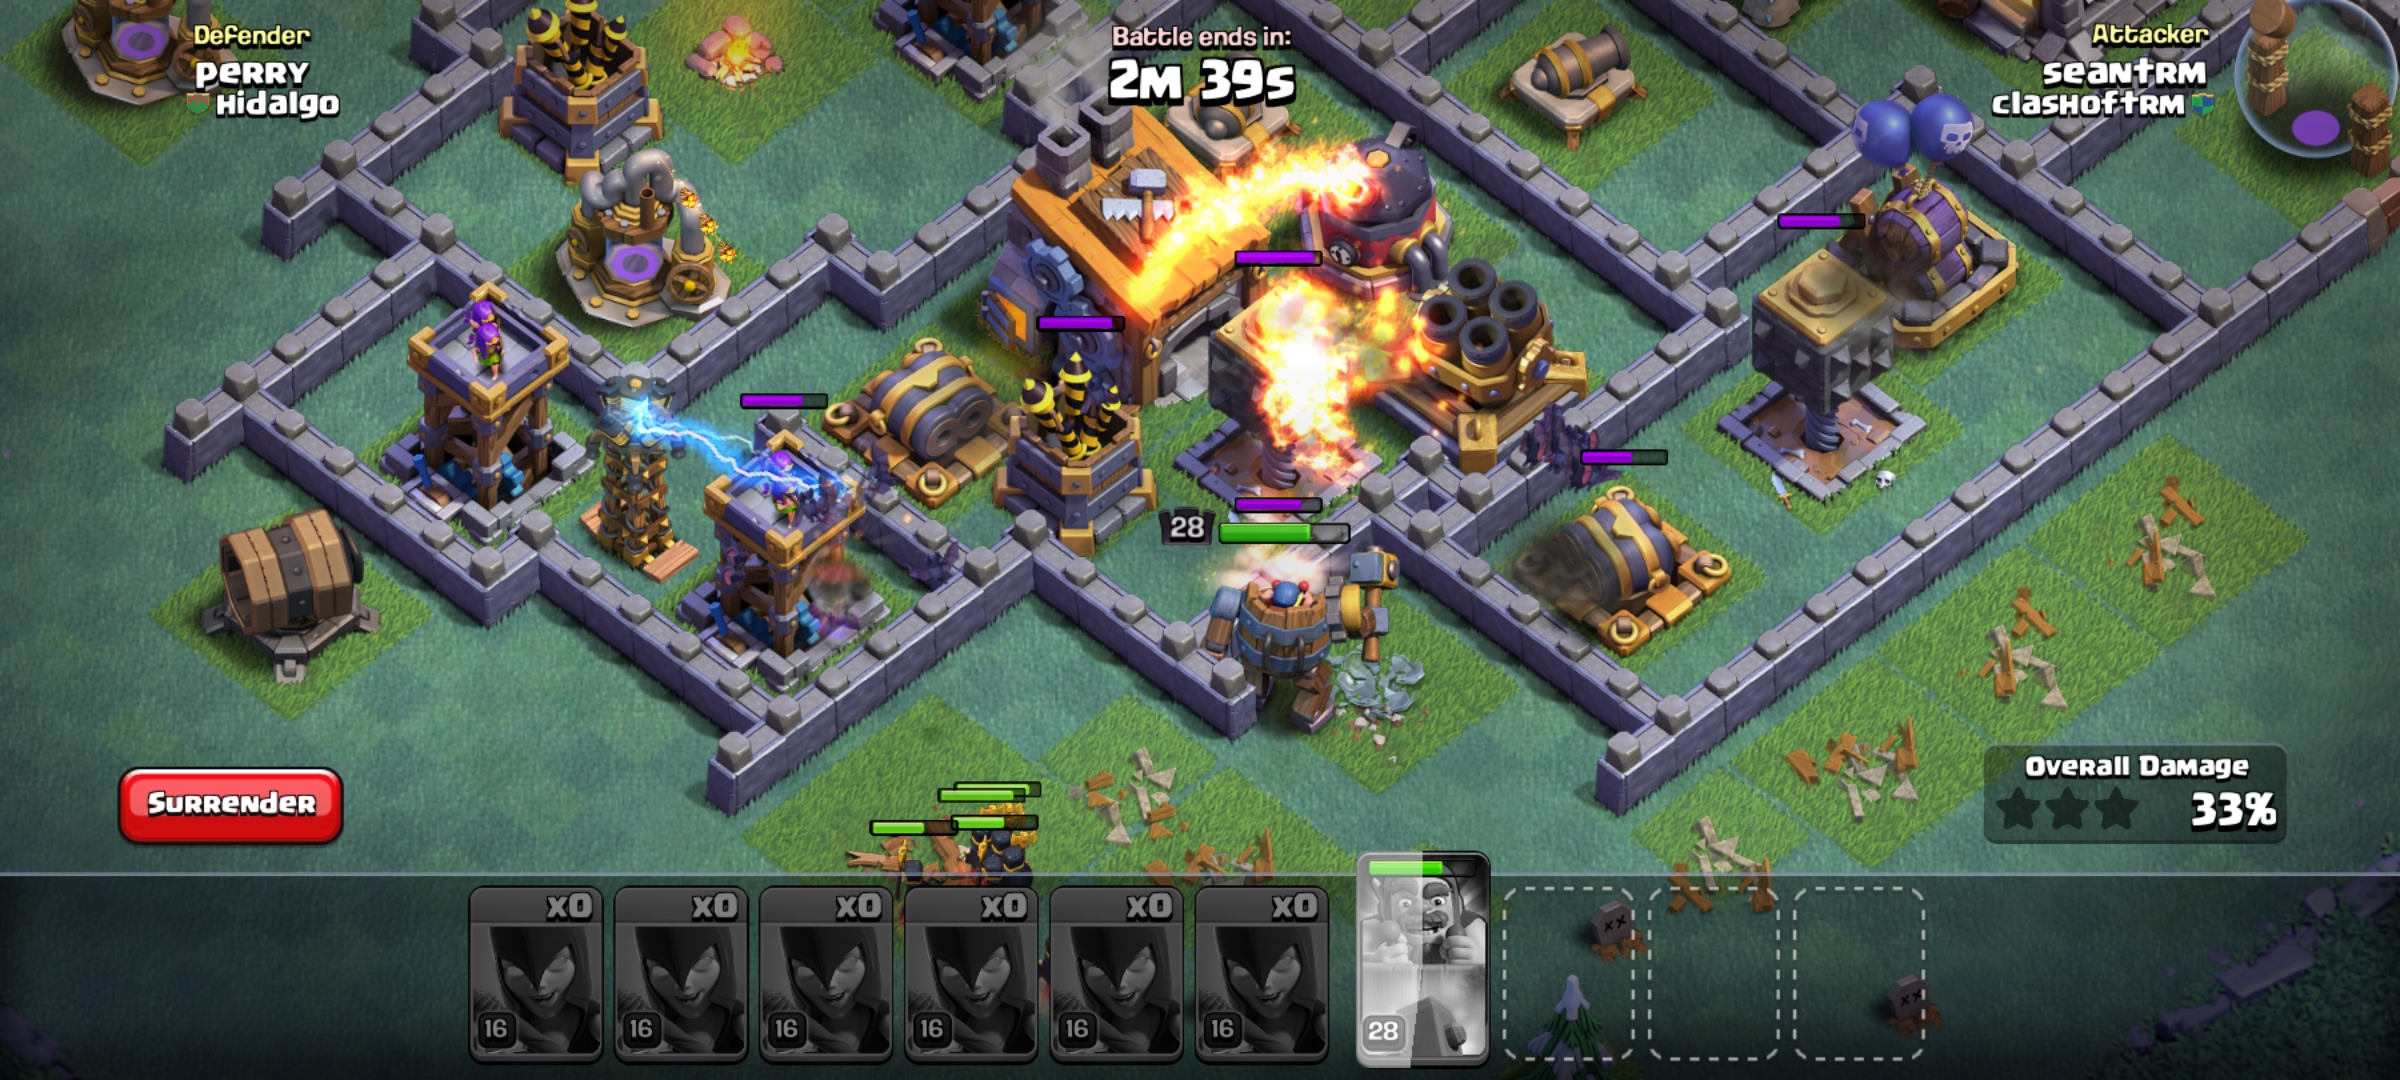 Defender
PERRY
Hidalgo
Battle ends in:
2M 39s
Attacker
seantRM
clashoftRM
28
Surrender
Overall Damage
33%
x0
x0
x0
x0
x0
x0
16
16
16
16
16
16
28